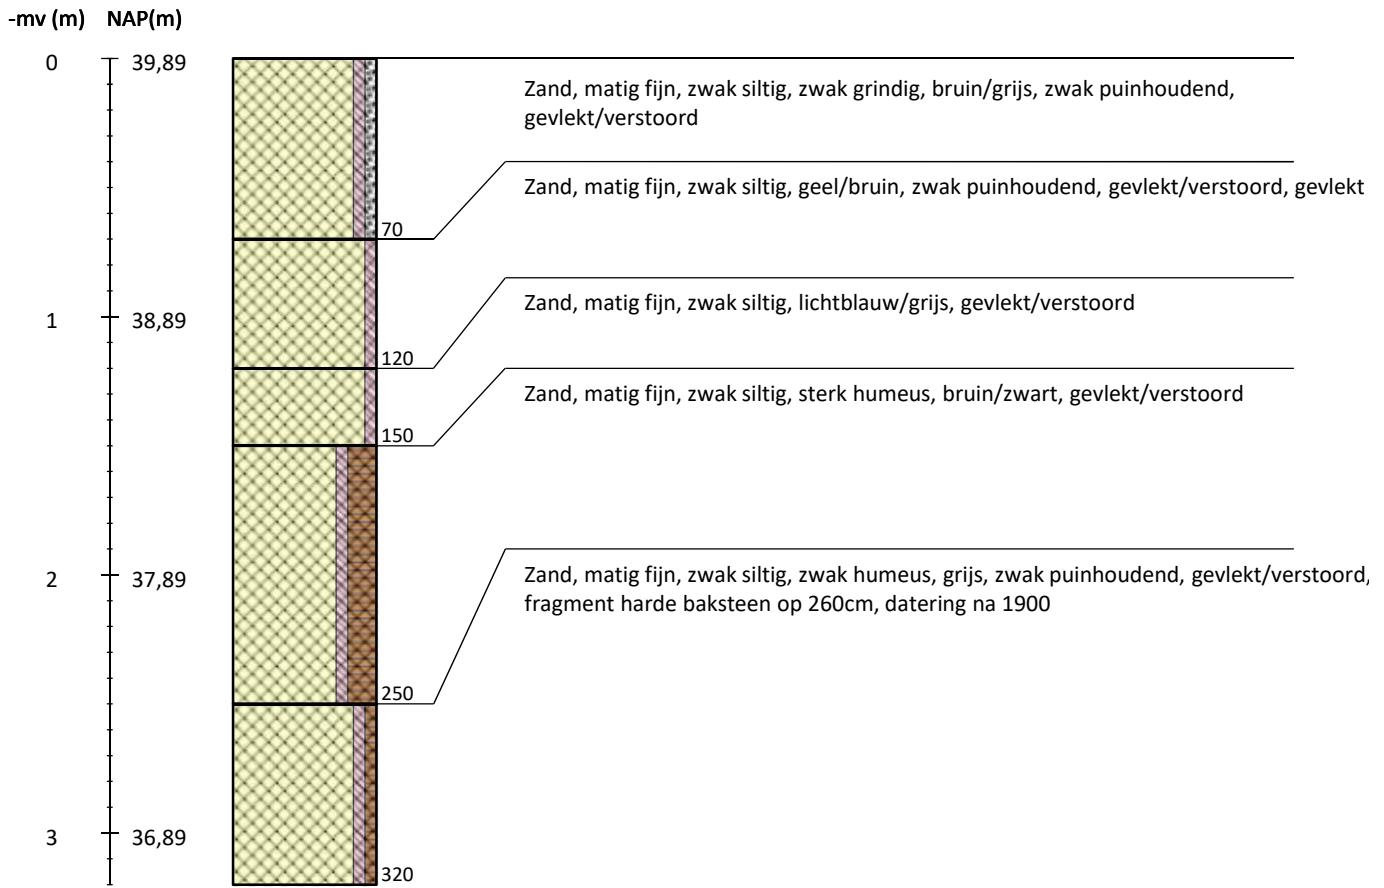 -mv (m) NAP(m)
0 39,89
Zand, matig fijn, zwak siltig, zwak grindig, bruin/grijs, zwak puinhoudend,
gevlekt/verstoord
Zand, matig fijn, zwak siltig, geel/bruin, zwak puinhoudend, gevlekt/verstoord, gevlekt
70
Zand, matig fijn, zwak siltig, lichtblauw/grijs, gevlekt/verstoord
1 38,89
120
Zand, matig fijn, zwak siltig, sterk humeus, bruin/zwart, gevlekt/verstoord
150
2 37,89
Zand, matig fijn, zwak siltig, zwak humeus, grijs, zwak puinhoudend, gevlekt/verstoord,
fragment harde baksteen op 260cm, datering na 1900
250
3 36,89
320